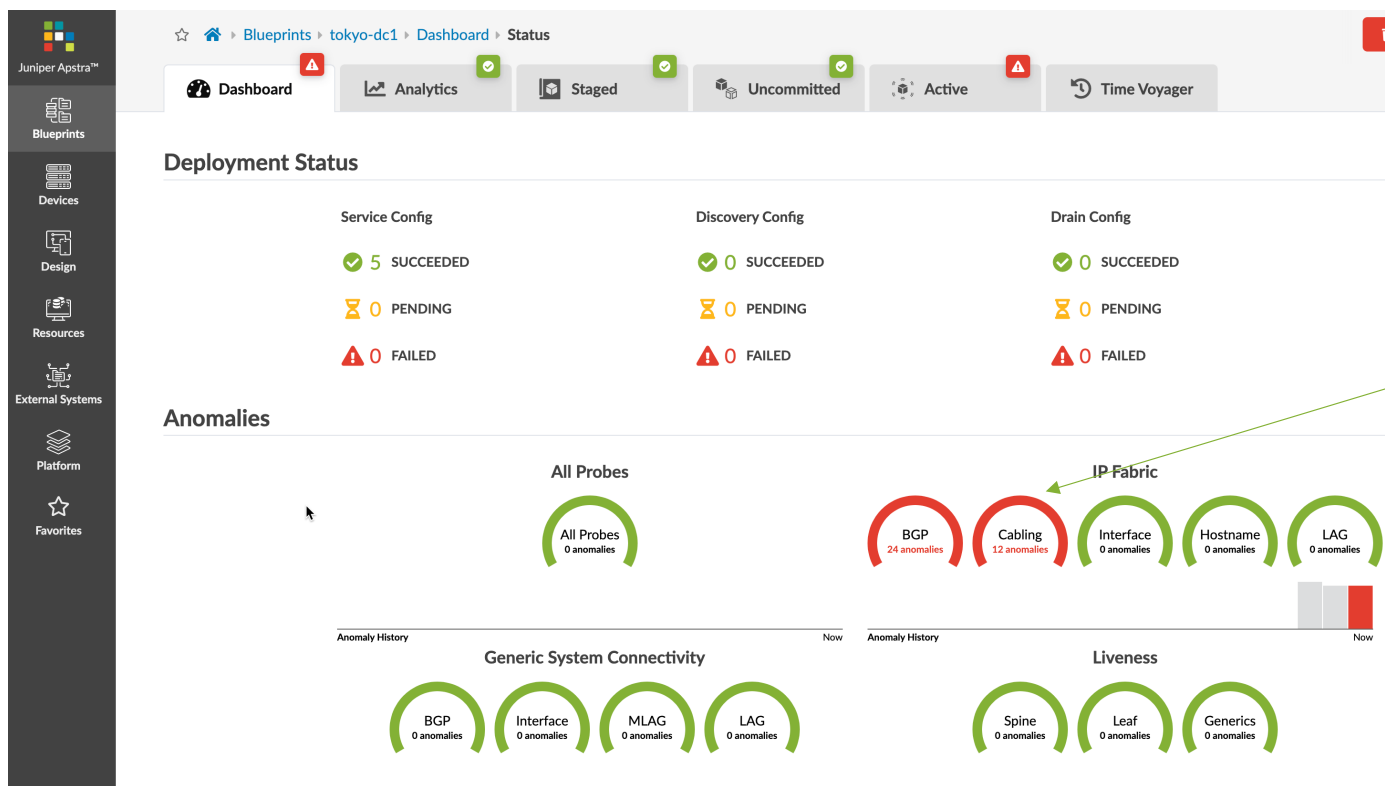 Juniper Apstra™
Blueprints
Devices
Design
Resources
External Systems
Platform
Favorites
Blueprints tokyo-dc1 Dashboard Status
Dashboard Analytics Staged Uncommitted Active Time Voyager
Deployment Status
Service Config Discovery Config Drain Config
5 SUCCEEDED 0 SUCCEEDED 0 SUCCEEDED
0 PENDING 0 PENDING 0 PENDING
0 FAILED 0 FAILED 0 FAILED
Anomalies
All Probes
All Probes
0 anomalies
Anomaly History Now
IP Fabric
BGP Cabling Interface Hostname LAG
24 anomalies 12 anomalies 0 anomalies 0 anomalies 0 anomalies
Anomaly History Now
Generic System Connectivity
BGP Interface MLAG LAG
0 anomalies 0 anomalies 0 anomalies 0 anomalies
Liveness
Spine Leaf Generics
0 anomalies 0 anomalies 0 anomalies